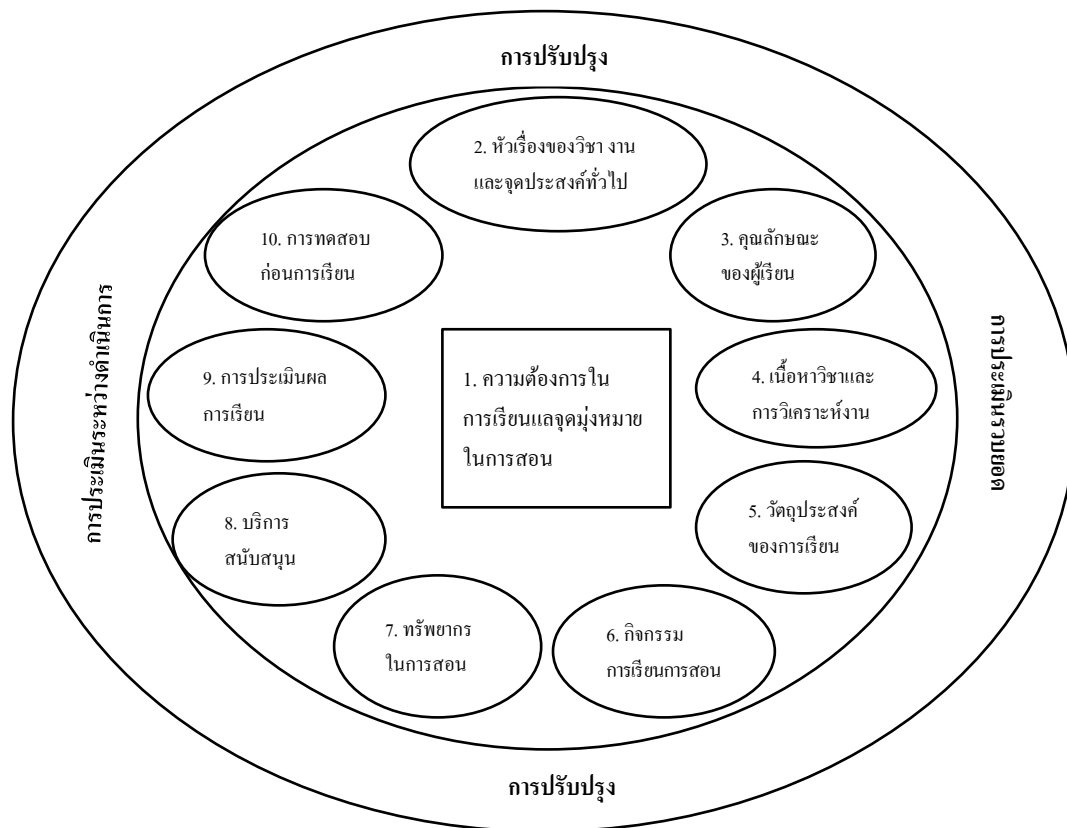 การปรับปรุง
2. หัวเรื่องของวิชา งาน
และจุดประสงค์ทั่วไป
10. การทดสอบ
ก่อนการเรียน
3. คุณลักษณะ
ของผู้เรียน
การประเมินระหว่างดำเนินการ
9. การประเมินผล
การเรียน
1. ความต้องการใน
การเรียนแลจุดมุ่งหมาย
ในการสอน
4. เนื้อหาวิชาและ
การวิเคราะห์งาน
การประเมินรวบยอด
8. บริการ
สนับสนุน
5. วัตถุประสงค์
ของการเรียน
7. ทรัพยากร
ในการสอน
6. กิจกรรม
การเรียนการสอน
การปรับปรุง